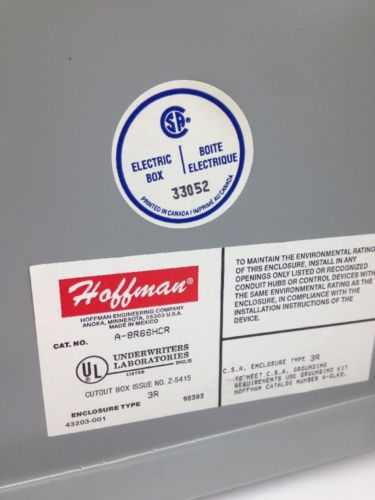 CSA
ELECTRIC BOX
BOITE ELECTRIQUE
33052
PRINTED IN CANADA / IMPRIMÉ AU CANADA
Hoffman
HOFFMAN ENGINEERING COMPANY
ANOKA, MINNESOTA, 55303 U.S.A.
MADE IN MEXICO
CAT. NO. A-8R66HCR
UL
UNDERWRITERS
LABORATORIES
INC.®
LISTED
CUTOUT BOX ISSUE NO. Z-5415
ENCLOSURE TYPE 3R 98383
43203-001
TO MAINTAIN THE ENVIRONMENTAL RATING
OF THIS ENCLOSURE, INSTALL IN ANY
OPENINGS ONLY LISTED OR RECOGNIZED
CONDUIT HUBS OR CONTROL DEVICES WITH
THE SAME ENVIRONMENTAL RATING AS THE
ENCLOSURE, IN COMPLIANCE WITH THE
INSTALLATION INSTRUCTIONS OF THE
DEVICE.
C.S.A. ENCLOSURE TYPE 3R
TO MEET C.S.A. GROUNDING
REQUIREMENTS USE GROUNDING KIT
HOFFMAN CATALOG NUMBER A-GLKD.